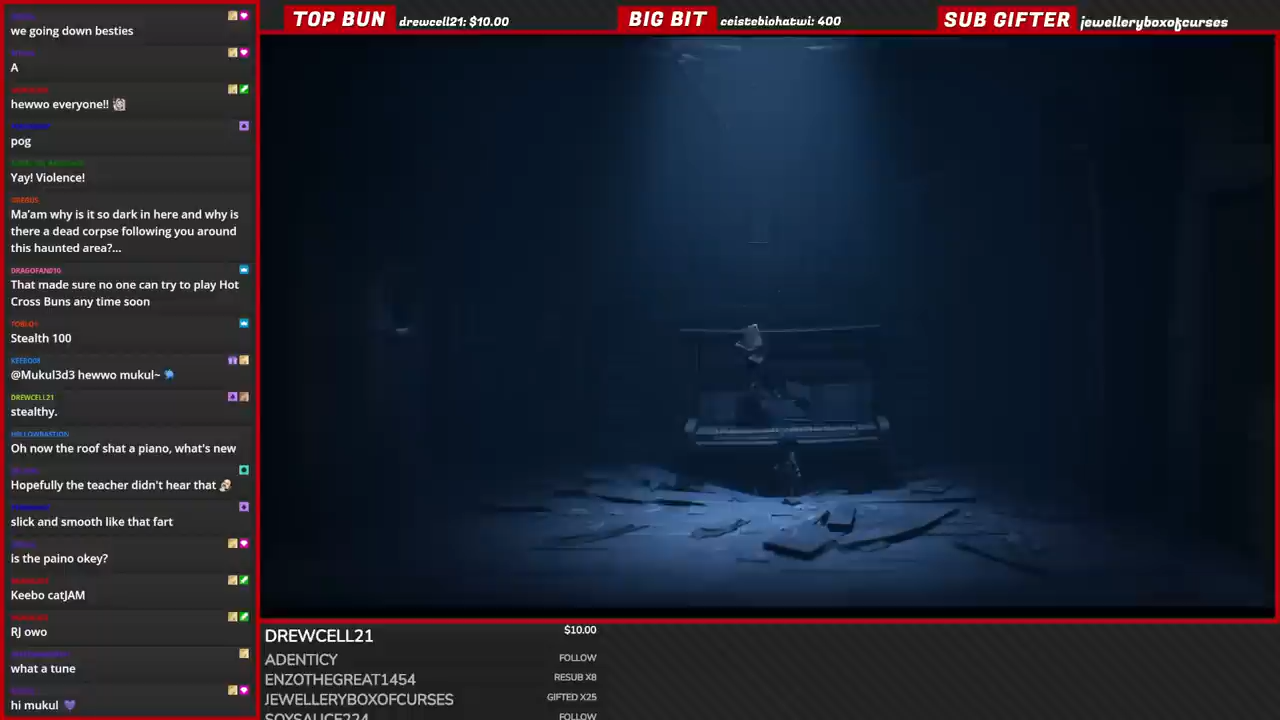 TOP BUN drewcell21: $10.00 BIG BIT ceistebiohatwi: 400 SUB GIFTER jewelleryboxofcurses
we going down besties
A
hewwo everyone!!
pog
Yay! Violence!
Ma'am why is it so dark in here and why is
there a dead corpse following you around
this haunted area?...
DRAGOFAND10
That made sure no one can try to play Hot
Cross Buns any time soon
Stealth 100
KEEBOOB
@Mukul3d3 hewwo mukul~
DREWCELL21
stealthy.
HOLLOWBASTION
Oh now the roof shat a piano, what's new
Hopefully the teacher didn't hear that
slick and smooth like that fart
is the paino okey?
Keebo catJAM
RJ owo
what a tune
hi mukul
DREWCELL21 $10.00
ADENTICY FOLLOW
ENZOTHEGREAT1454 RESUB X8
JEWELLERYBOXOFCURSES GIFTED X25
SOYSAUCE224 FOLLOW